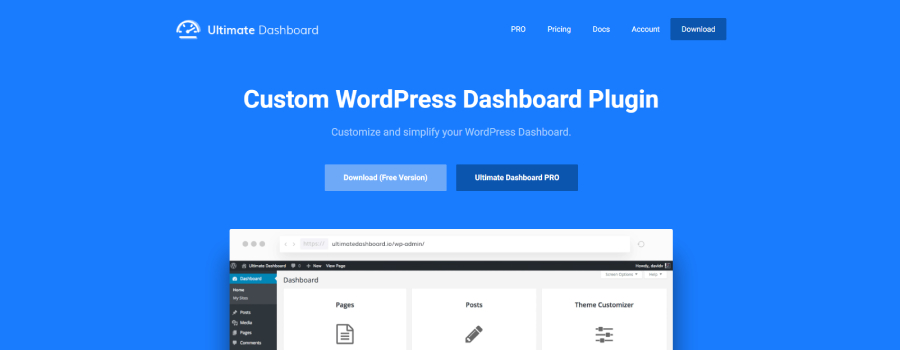 Ultimate Dashboard
PRO Pricing Docs Account Download
Custom WordPress Dashboard Plugin
Customize and simplify your WordPress Dashboard.
Download (Free Version) Ultimate Dashboard PRO
https:// ultimatedashboard.io/wp-admin/
Ultimate Dashboard New View Page Howdy, davidv
Screen Options Help
Dashboard
Home
My Sites
Posts
Media
Pages
Comments
Dashboard
Pages Posts Theme Customizer